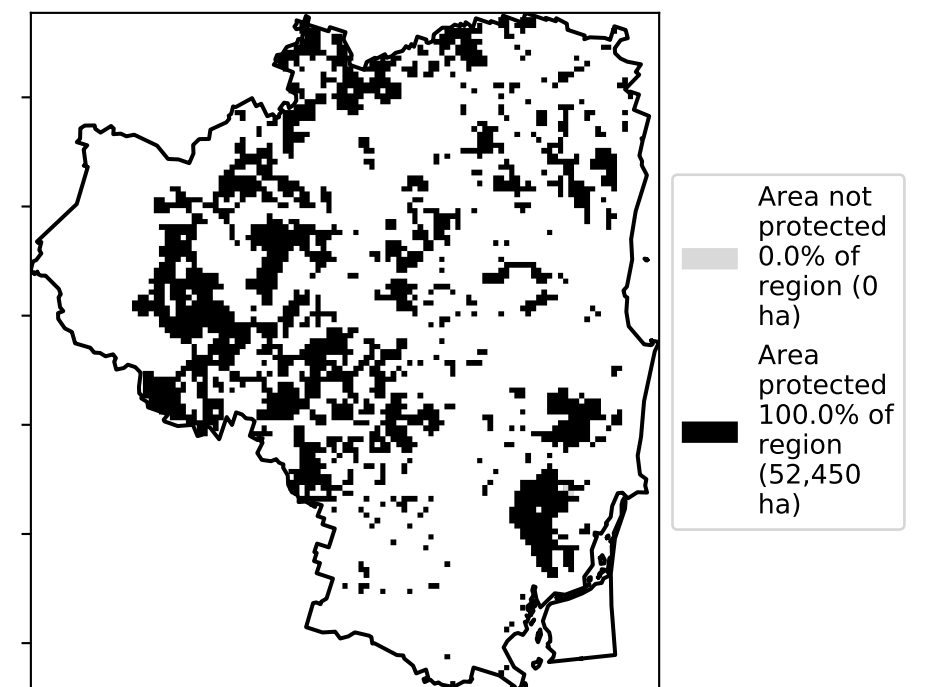 Area not
protected
0.0% of
region (0
ha)
Area
protected
100.0% of
region
(52,450
ha)